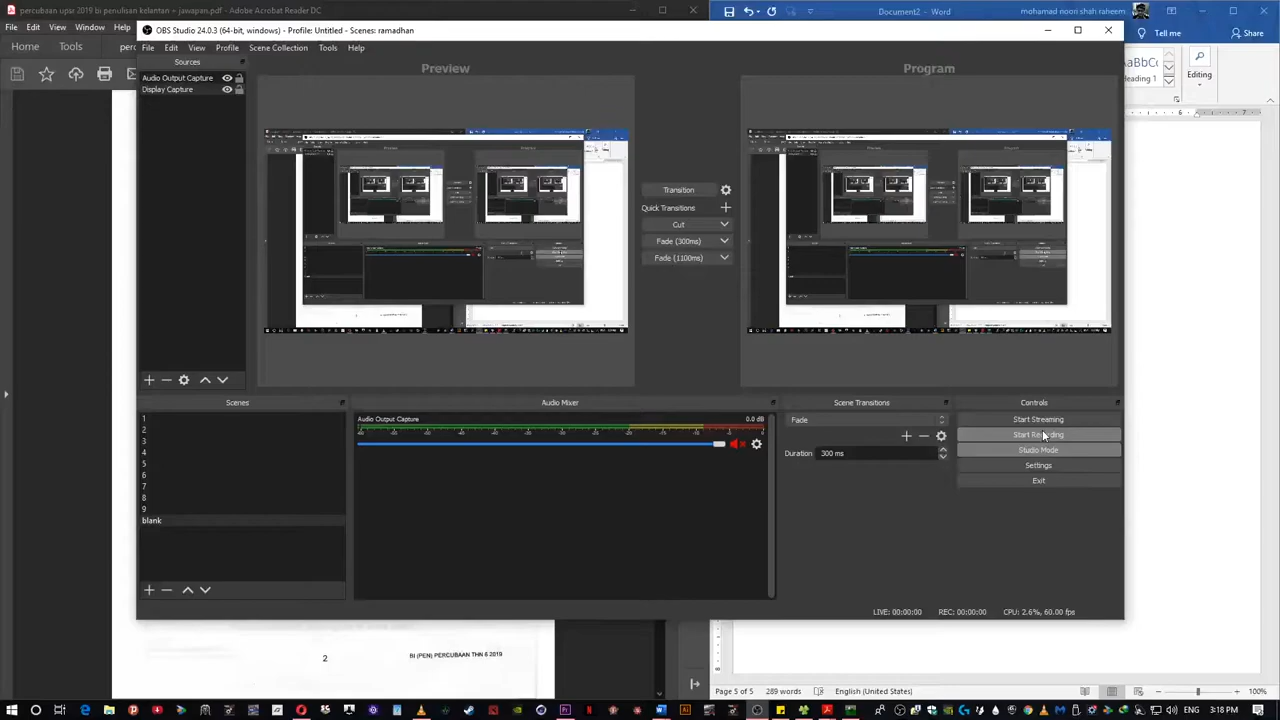 percubaan upsr 2019 bi penulisan kelantan = jawapan.pdf - Adobe Acrobat Reader DC
Document2 - Word
mohamad noori shah raheem
File
Edit
View
Window
Home
Tools
Tell me
Share
AaBbCc
Heading 1
Editing
OBS Studio 24.0.3 (64-bit, windows) - Profile: Untitled - Scenes: ramadhan
File
Edit
View
Profile
Scene Collection
Tools
Help
Sources
Audio Output Capture
Display Capture
Preview
Program
Transition
Quick Transitions
Cut
Fade (300ms)
Fade (1100ms)
Scenes
1
2
3
4
5
6
7
8
9
blank
Audio Mixer
Audio Output Capture
0.0 dB
Scene Transitions
Fade
Duration
300 ms
Controls
Start Streaming
Start Recording
Studio Mode
Settings
Exit
LIVE: 00:00:00
REC: 00:00:00
CPU: 2.6%, 60.00 fps
2
BI (PEN) PERCUBAAN THN 6 2019
6
7
Page 5 of 5
289 words
English (United States)
100%
3:18 PM